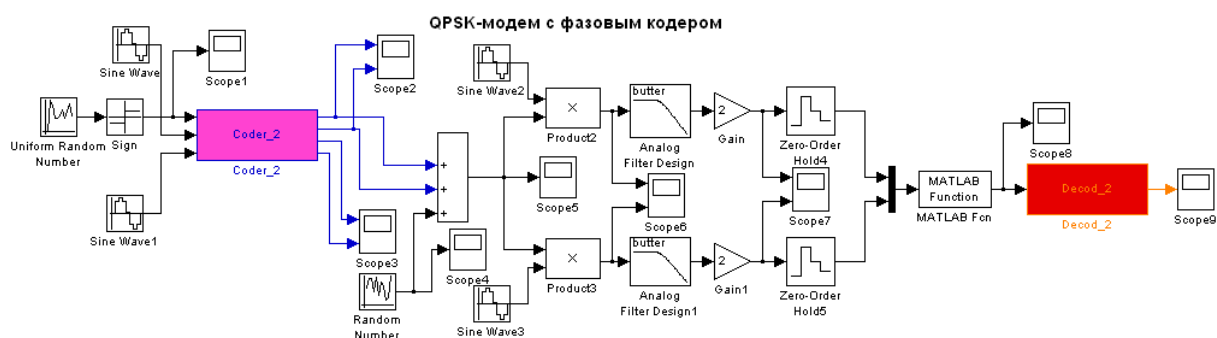 QPSK-модем с фазовым кодером
Sine Wave
Scope1
Uniform Random
Number
Sign
Coder_2
Coder_2
Sine Wave1
Scope2
Scope3
Random
Number
Scope4
+
+
+
Sine Wave2
×
Product2
Scope5
×
Product3
Sine Wave3
butter
Analog
Filter Design
Scope6
butter
Analog
Filter Design1
2
Gain
2
Gain1
Zero-Order
Hold4
Scope7
Zero-Order
Hold5
MATLAB
Function
MATLAB Fcn
Scope8
Decod_2
Decod_2
Scope9